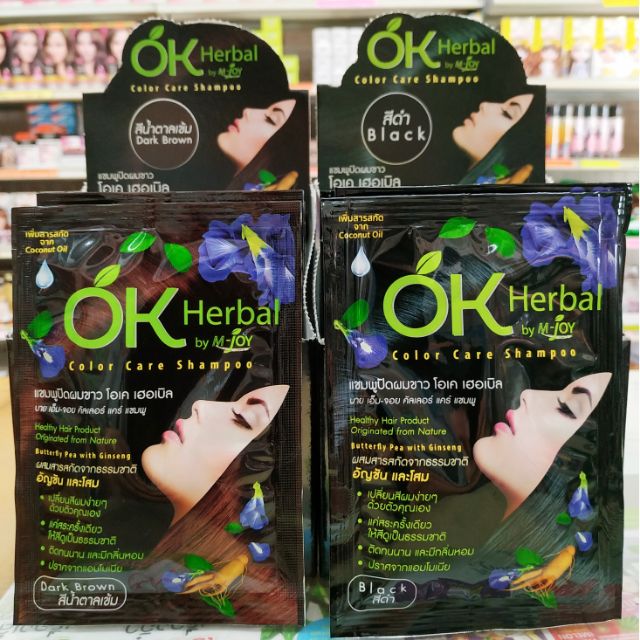 OK Herbal
by M-JOY
Color Care Shampoo
สีน้ำตาลเข้ม
Dark Brown
แชมพูปิดผมขาว
โอเค เฮอเบิล
OK Herbal
by M-JOY
Color Care Shampoo
สีดำ
Black
แชมพูปิดผมขาว
โอเค เฮอเบิล
เพิ่มสารสกัด
จาก
Coconut Oil
OK Herbal
by M-JOY
Color Care Shampoo
แชมพูปิดผมขาว โอเค เฮอเบิล
บาย เอ็ม-จอย คัลเลอร์ แคร์ แชมพู
Healthy Hair Product
Originated from Nature
Butterfly Pea with Ginseng
ผสมสารสกัดจากธรรมชาติ
อัญชัน และโสม
• เปลี่ยนสีผมง่ายๆ
ด้วยตัวคุณเอง
• แค่สระครั้งเดียว
ให้สีดูเป็นธรรมชาติ
• ติดทนนาน และมีกลิ่นหอม
• ปราศจากแอมโมเนีย
Dark Brown
สีน้ำตาลเข้ม
เพิ่มสารสกัด
จาก
Coconut Oil
OK Herbal
by M-JOY
Color Care Shampoo
แชมพูปิดผมขาว โอเค เฮอเบิล
บาย เอ็ม-จอย คัลเลอร์ แคร์ แชมพู
Healthy Hair Product
Originated from Nature
Butterfly Pea with Ginseng
ผสมสารสกัดจากธรรมชาติ
อัญชัน และโสม
• เปลี่ยนสีผมง่ายๆ
ด้วยตัวคุณเอง
• แค่สระครั้งเดียว
ให้สีดูเป็นธรรมชาติ
• ติดทนนาน และมีกลิ่นหอม
• ปราศจากแอมโมเนีย
Black
สีดำ